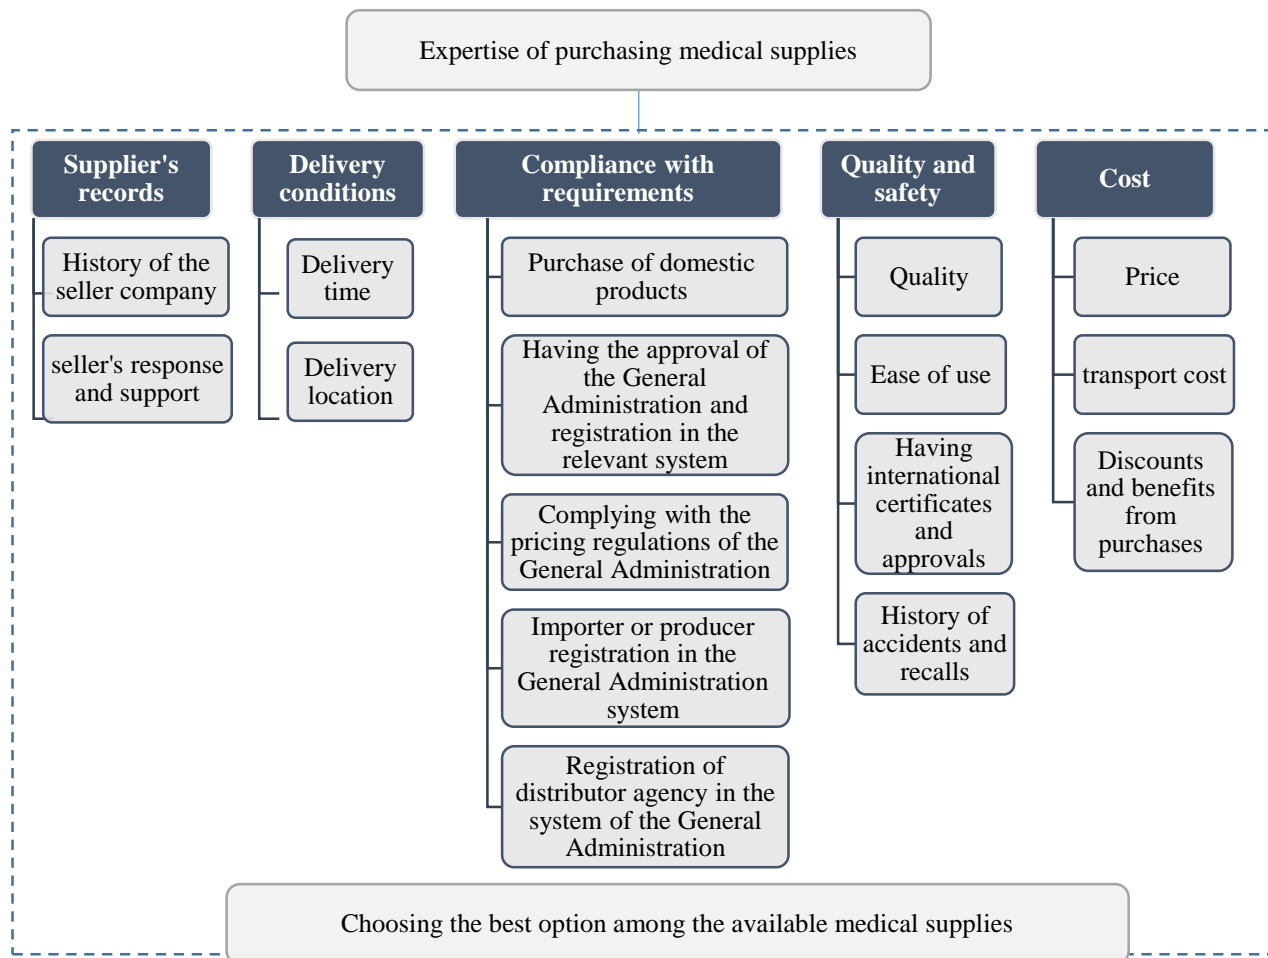 Expertise of purchasing medical supplies
Supplier's
records
History of the
seller company
seller's response
and support
Delivery
conditions
Delivery
time
Delivery
location
Compliance with
requirements
Purchase of domestic
products
Having the approval of
the General
Administration and
registration in the
relevant system
Complying with the
pricing regulations of the
General Administration
Importer or producer
registration in the
General Administration
system
Registration of
distributor agency in the
system of the General
Administration
Quality and
safety
Quality
Ease of use
Having
international
certificates
and
approvals
History of
accidents and
recalls
Cost
Price
transport cost
Discounts
and benefits
from
purchases
Choosing the best option among the available medical supplies